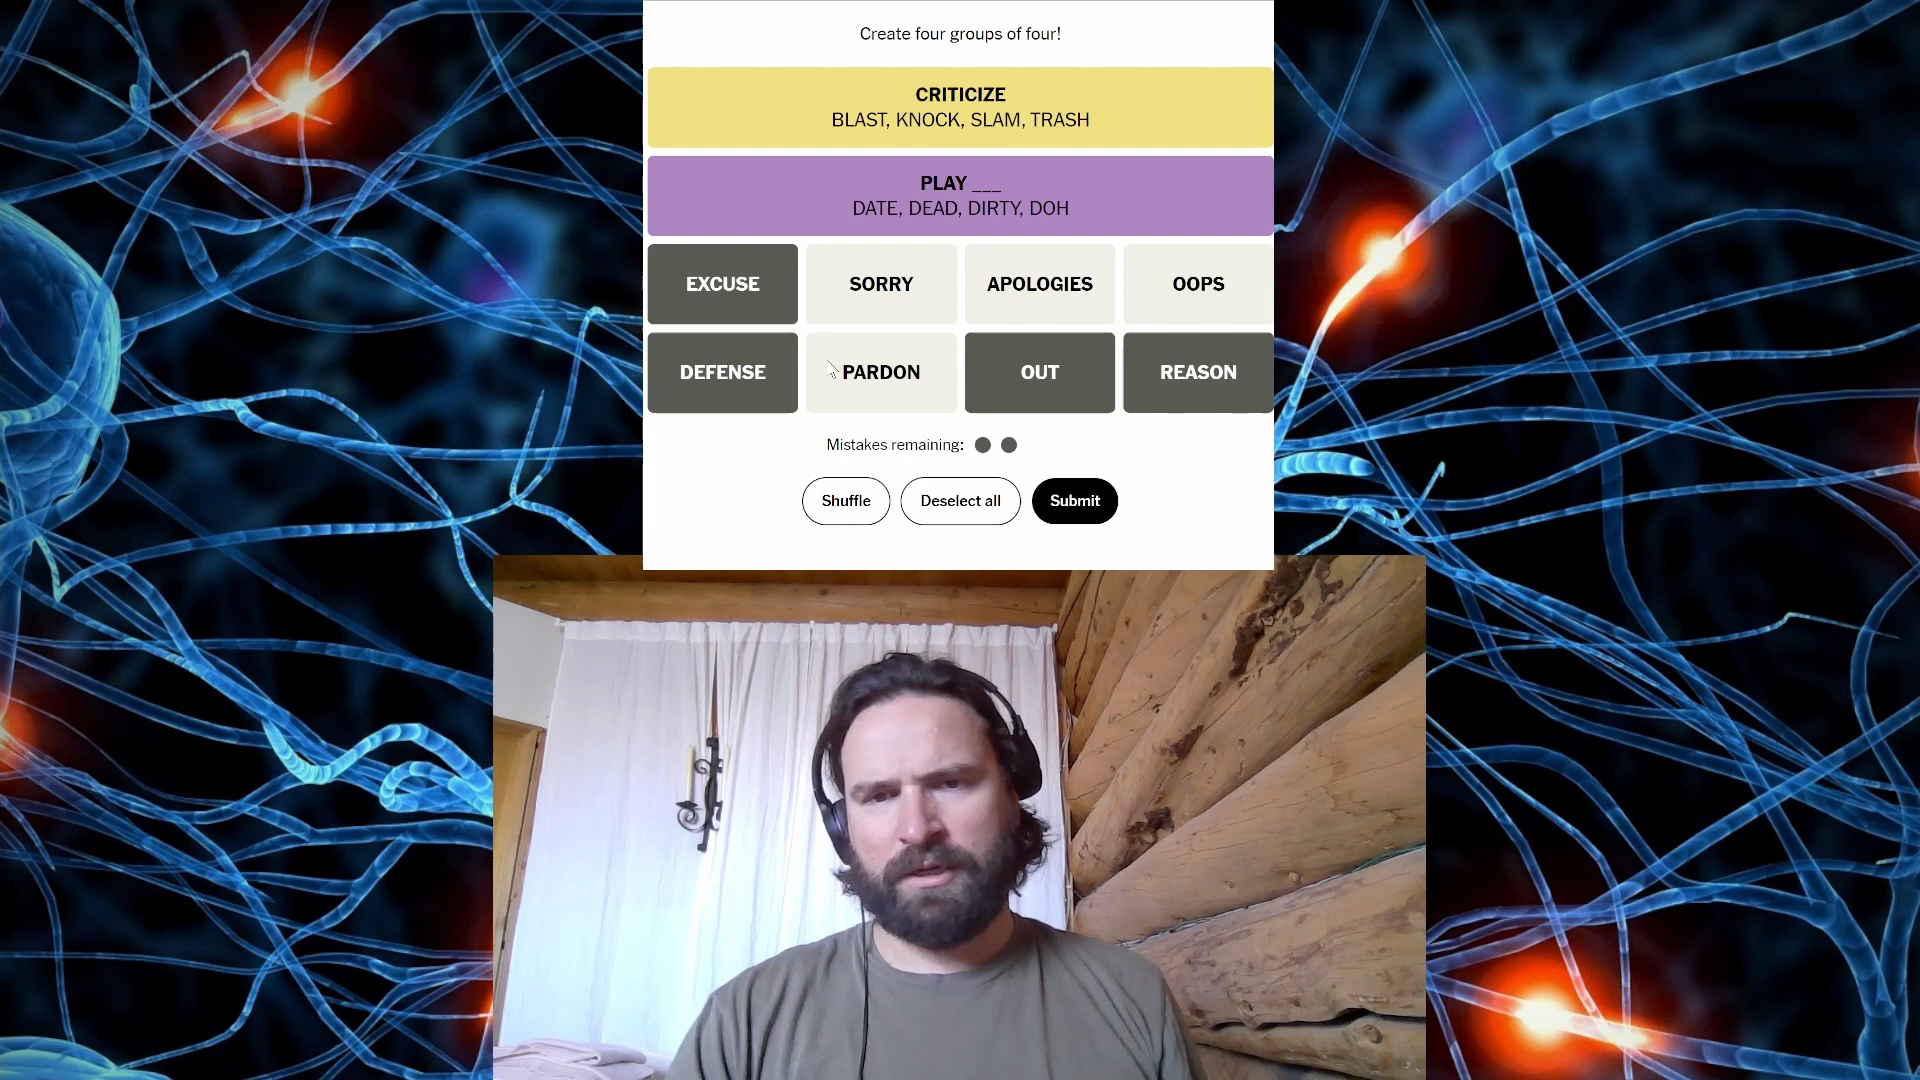 Create four groups of four!
CRITICIZE
BLAST, KNOCK, SLAM, TRASH
PLAY ___
DATE, DEAD, DIRTY, DOH
EXCUSE SORRY APOLOGIES OOPS
DEFENSE PARDON OUT REASON
Mistakes remaining:
Shuffle Deselect all Submit